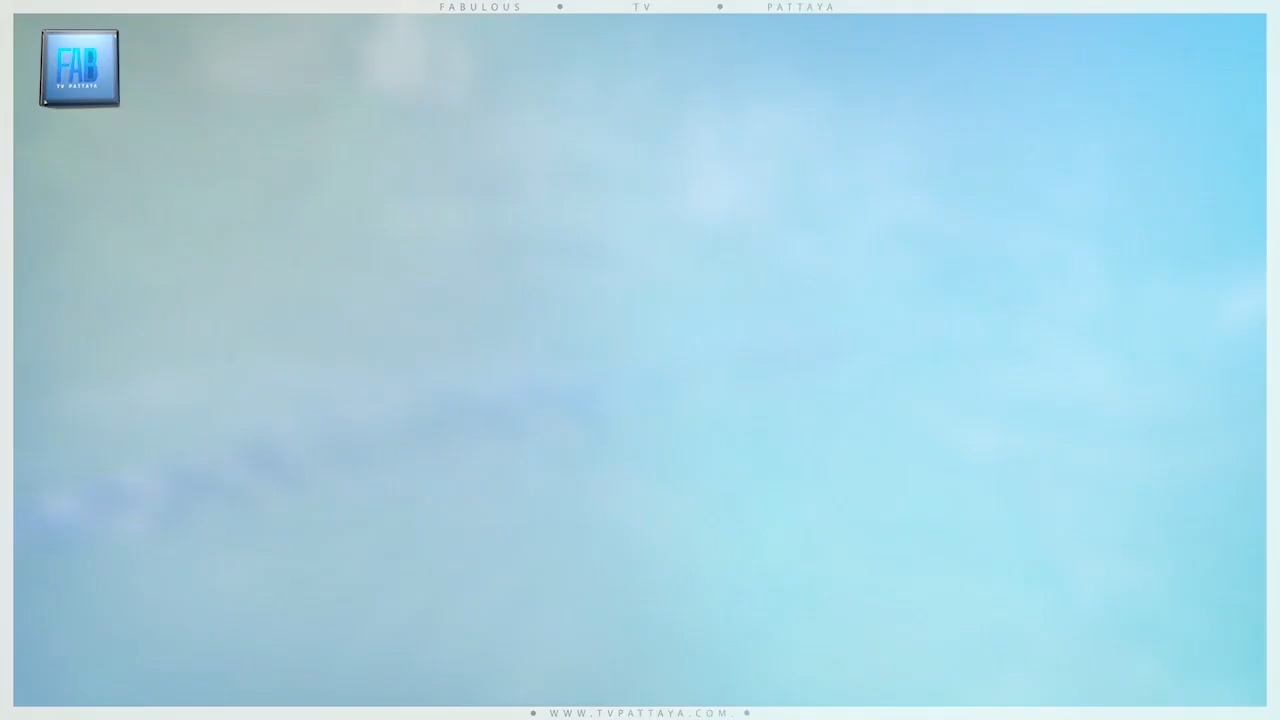 FABULOUS • TV • PATTAYA
FAB
TV PATTAYA
• WWW.TVPATTAYA.COM. •